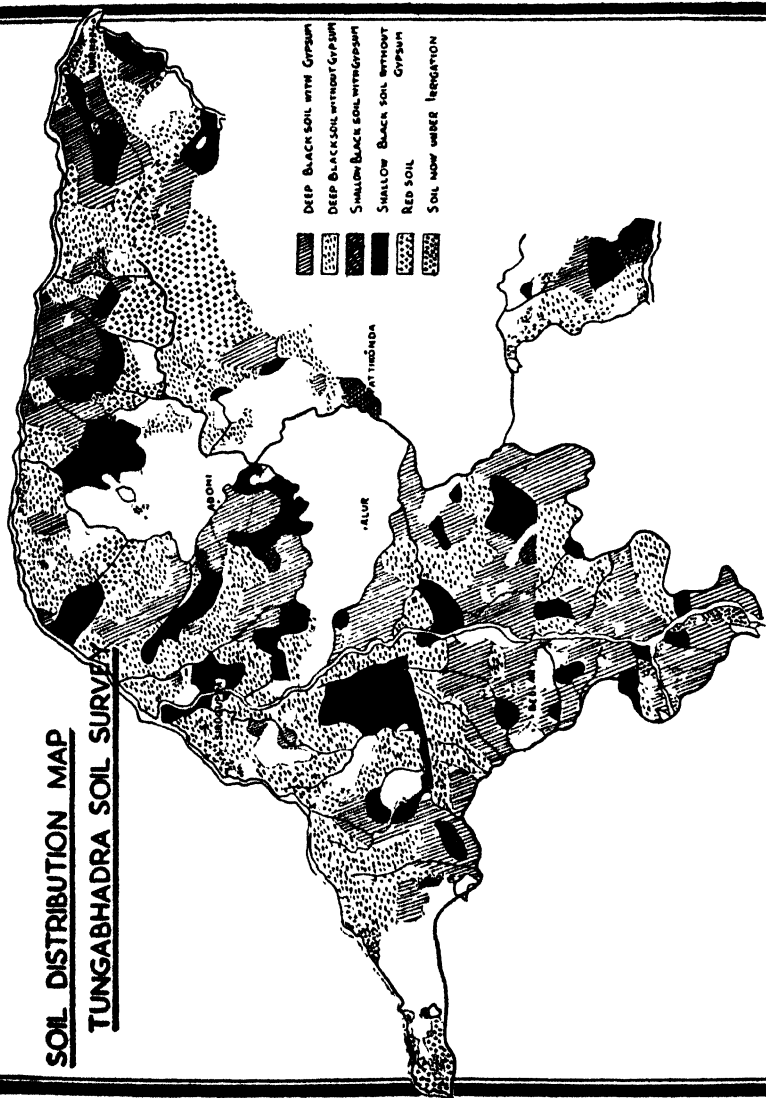 SOIL DISTRIBUTION MAP
TUNGABHADRA SOIL SURVEY
DEEP BLACK SOIL WITH GYPSUM
DEEP BLACK SOIL WITHOUT GYPSUM
SHALLOW BLACK SOIL WITH GYPSUM
SHALLOW BLACK SOIL WITHOUT
GYPSUM
RED SOIL
SOIL NOW UNDER IRRIGATION
ADONI
ALUR